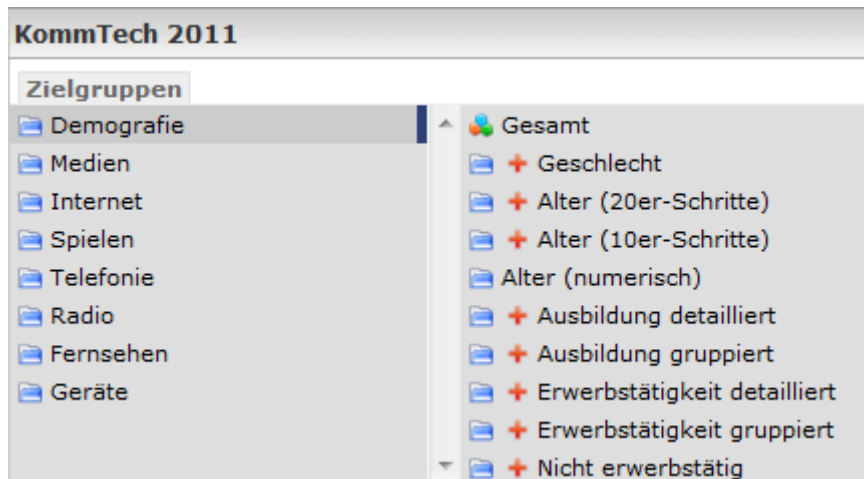 KommTech 2011
Zielgruppen
Demografie
Medien
Internet
Spielen
Telefonie
Radio
Fernsehen
Geräte
Gesamt
Geschlecht
Alter (20er-Schritte)
Alter (10er-Schritte)
Alter (numerisch)
Ausbildung detailliert
Ausbildung gruppiert
Erwerbstätigkeit detailliert
Erwerbstätigkeit gruppiert
Nicht erwerbstätig